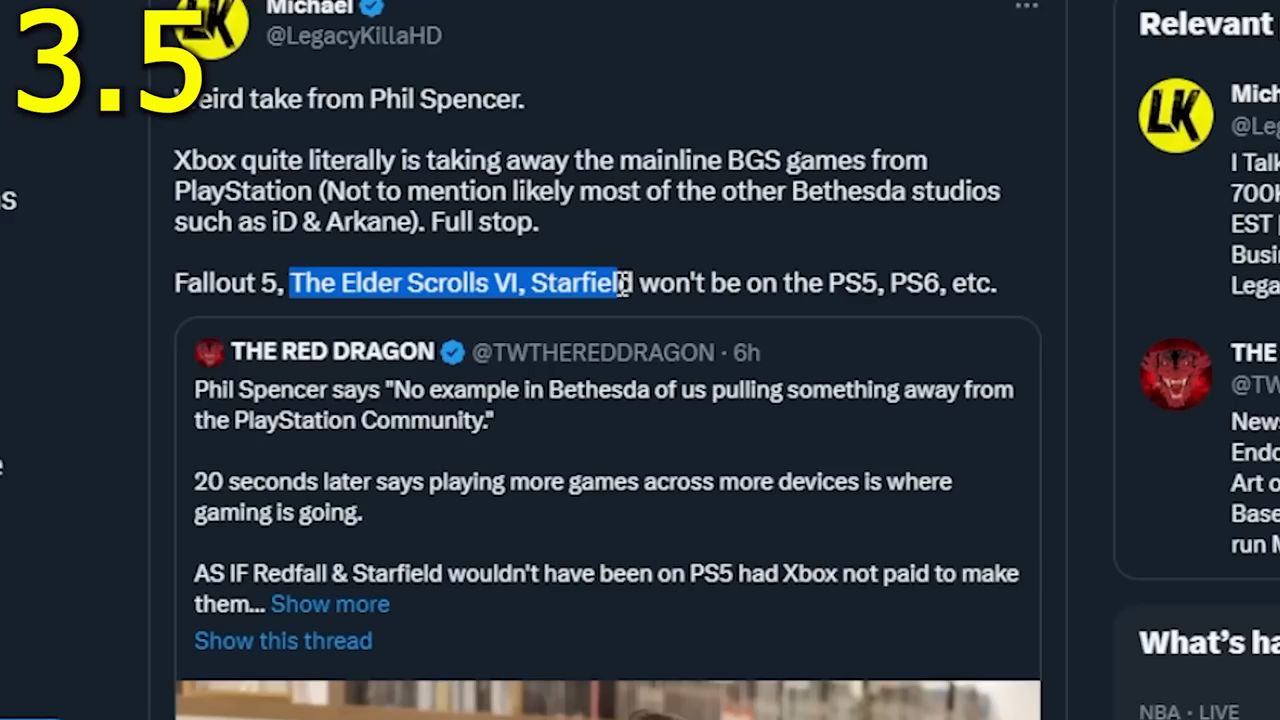 3.5
Michael
@LegacyKillaHD
eird take from Phil Spencer.
Xbox quite literally is taking away the mainline BGS games from
PlayStation (Not to mention likely most of the other Bethesda studios
such as iD & Arkane). Full stop.
Fallout 5, The Elder Scrolls VI, Starfield won't be on the PS5, PS6, etc.
THE RED DRAGON @TWTHEREDDRAGON · 6h
Phil Spencer says "No example in Bethesda of us pulling something away from
the PlayStation Community."
20 seconds later says playing more games across more devices is where
gaming is going.
AS IF Redfall & Starfield wouldn't have been on PS5 had Xbox not paid to make
them... Show more
Show this thread
Relevant
LK
Mich
@Leg
I Talk
700K
EST
Busi
Lega
THE
@TW
News
Endo
Art o
Base
run M
What's ha
NBA · LIVE